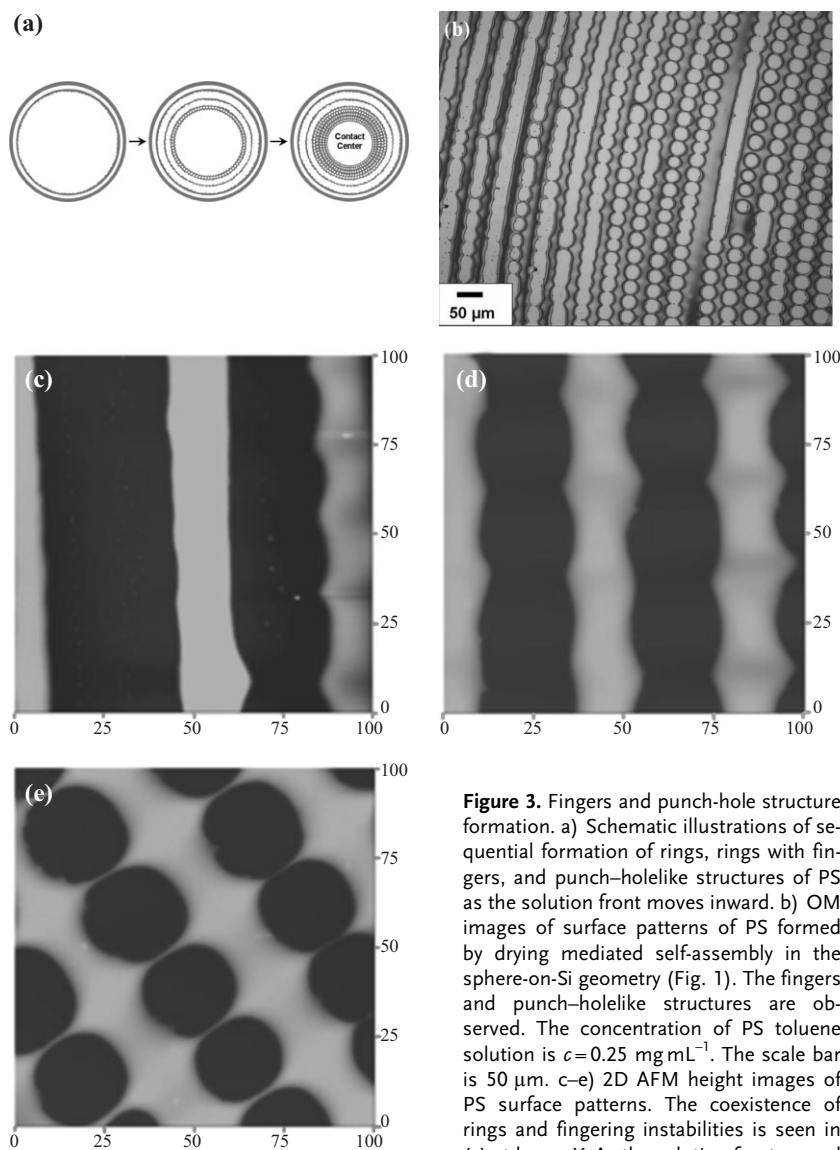 (a)
Contact
Center
(b)
50 μm
(c)
100
75
50
25
0
0 25 50 75 100
(d)
100
75
50
25
0
0 25 50 75 100
(e)
100
75
50
25
0
0 25 50 75 100
Figure 3. Fingers and punch-hole structure
formation. a) Schematic illustrations of se-
quential formation of rings, rings with fin-
gers, and punch–holelike structures of PS
as the solution front moves inward. b) OM
images of surface patterns of PS formed
by drying mediated self-assembly in the
sphere-on-Si geometry (Fig. 1). The fingers
and punch–holelike structures are ob-
served. The concentration of PS toluene
solution is c = 0.25 mg mL⁻¹. The scale bar
is 50 μm. c–e) 2D AFM height images of
PS surface patterns. The coexistence of
rings and fingering instabilities is seen in